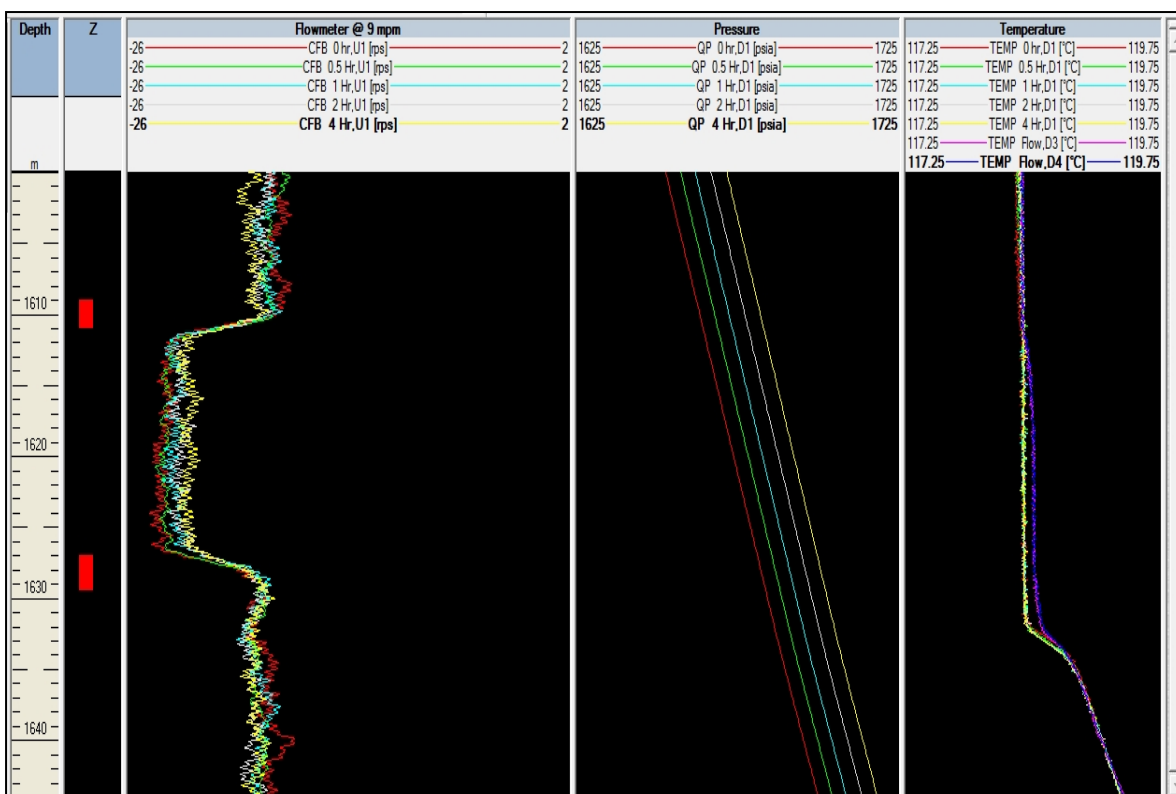 Depth Z Flowmeter @ 9 mpm Pressure Temperature
-26 CFB 0 hr,U1 [rps] 2 1625 QP 0 hr,D1 [psia] 1725 117.25 TEMP 0 hr,D1 [°C] 119.75
-26 CFB 0.5 Hr,U1 [rps] 2 1625 QP 0.5 Hr,D1 [psia] 1725 117.25 TEMP 0.5 Hr,D1 [°C] 119.75
-26 CFB 1 Hr,U1 [rps] 2 1625 QP 1 Hr,D1 [psia] 1725 117.25 TEMP 1 Hr,D1 [°C] 119.75
-26 CFB 2 Hr,U1 [rps] 2 1625 QP 2 Hr,D1 [psia] 1725 117.25 TEMP 2 Hr,D1 [°C] 119.75
-26 CFB 4 Hr,U1 [rps] 2 1625 QP 4 Hr,D1 [psia] 1725 117.25 TEMP 4 Hr,D1 [°C] 119.75
117.25 TEMP Flow,D3 [°C] 119.75
m 117.25 TEMP Flow,D4 [°C] 119.75
1610
1620
1630
1640